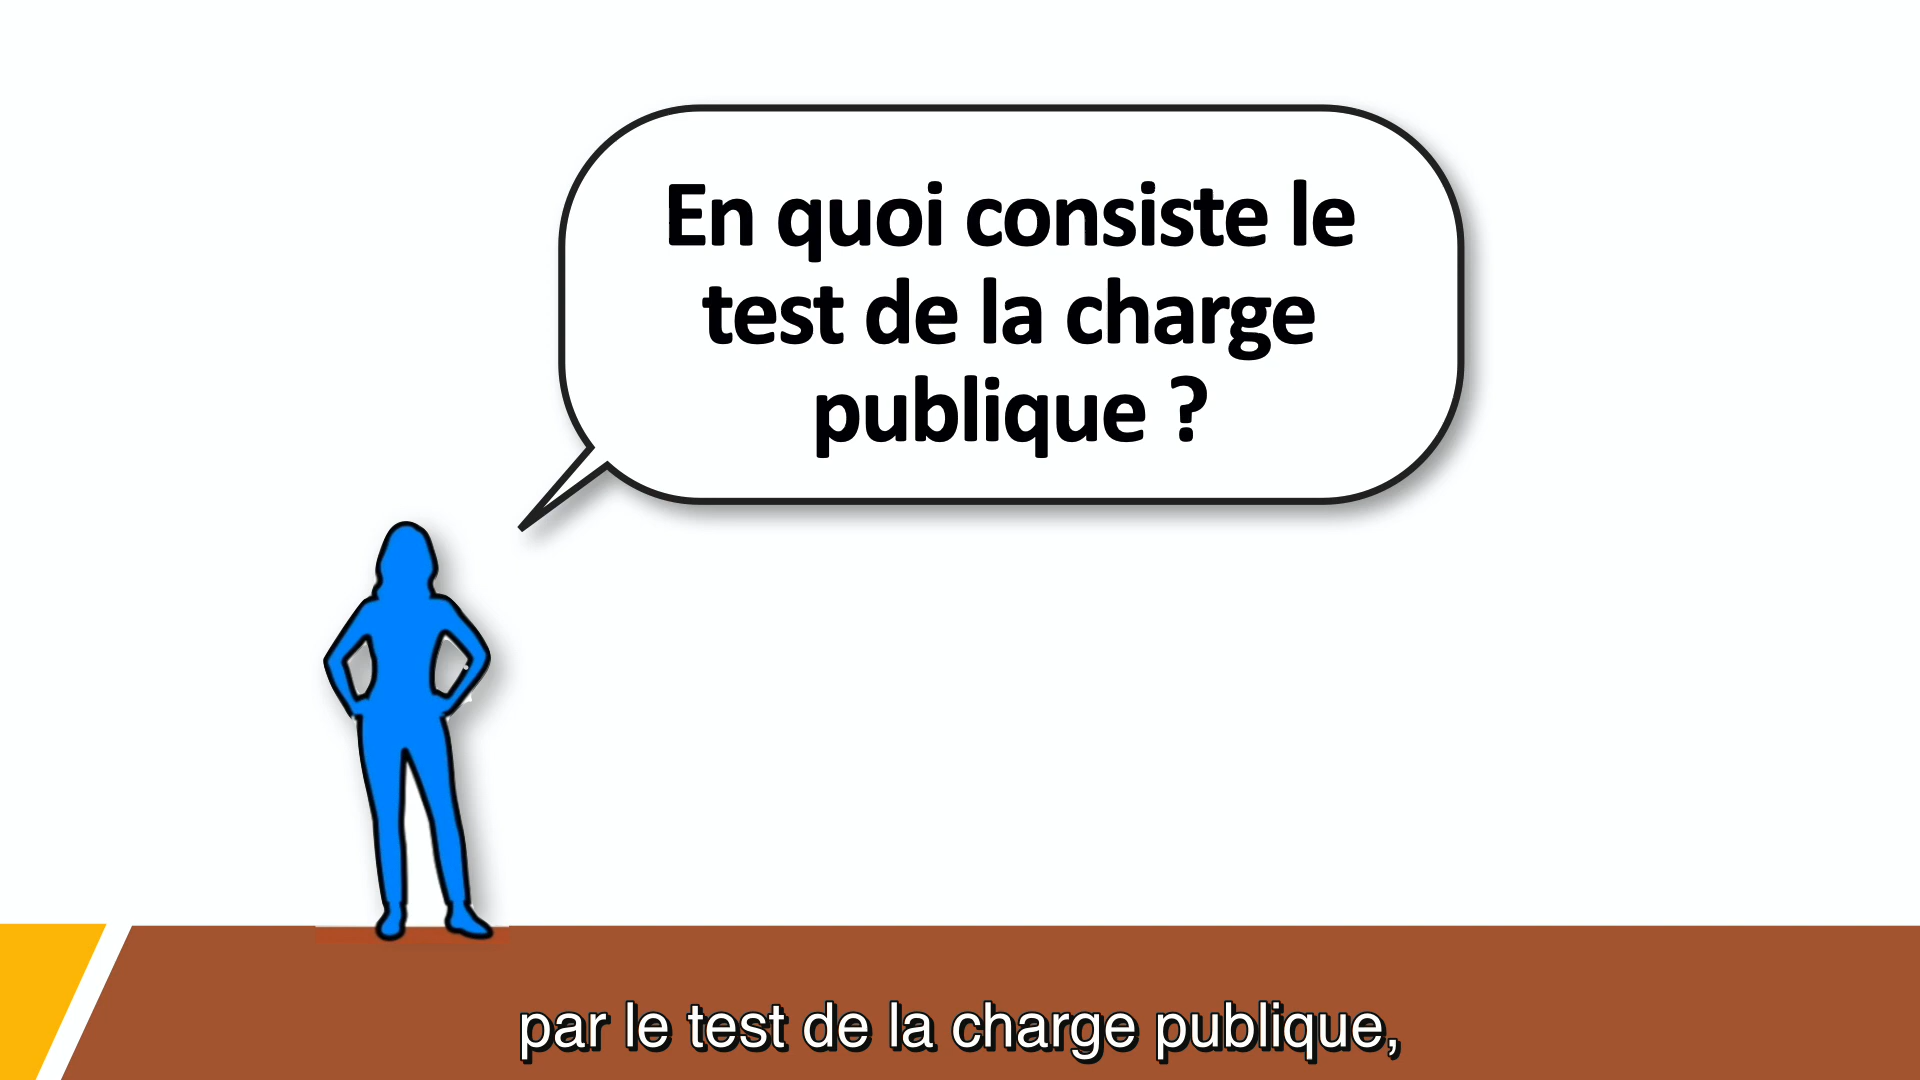 En quoi consiste le
test de la charge
publique ?
par le test de la charge publique,